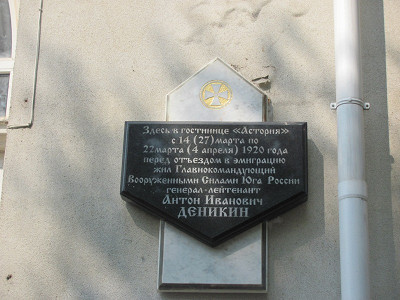 Здесь в гостинице «Астория»
с 14 (27) марта по
22 марта (4 апреля) 1920 года
перед отъездом в эмиграцию
жил Главнокомандующий
Вооруженными Силами Юга России
генерал-лейтенант
Антон Иванович
ДЕНИКИН